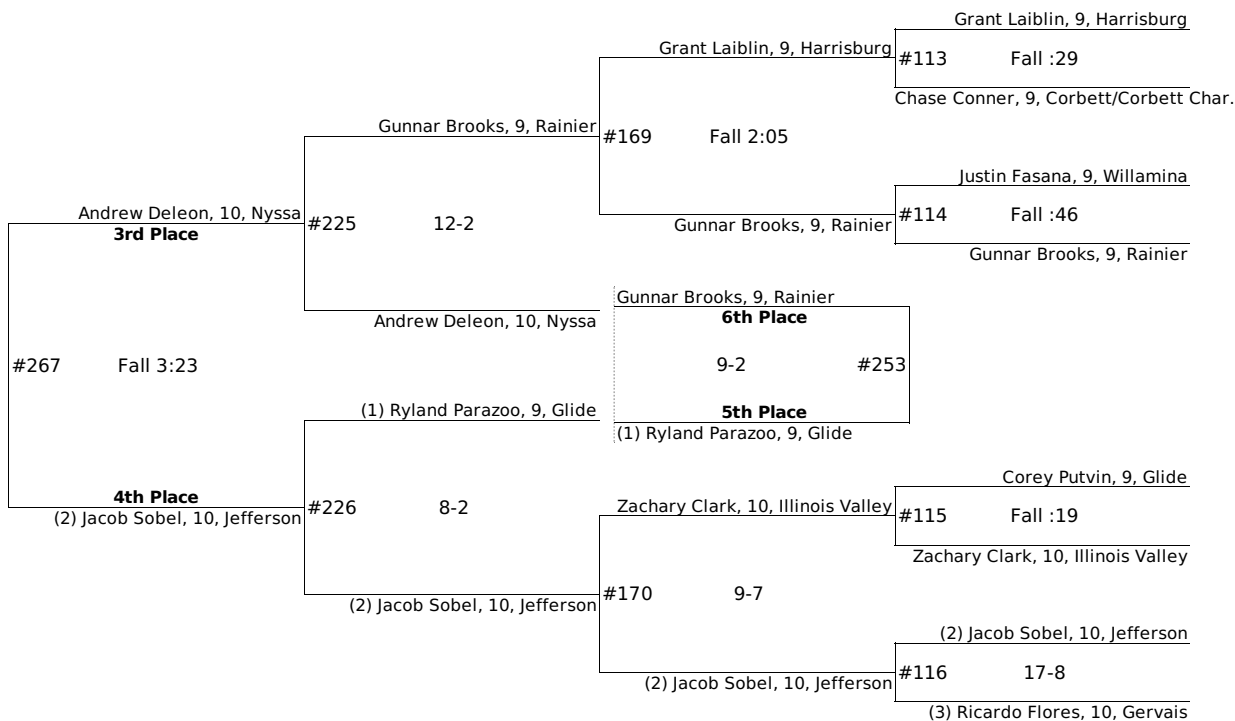 Grant Laiblin, 9, Harrisburg
Grant Laiblin, 9, Harrisburg
#113 Fall :29
Chase Conner, 9, Corbett/Corbett Char.
Gunnar Brooks, 9, Rainier
#169 Fall 2:05
Justin Fasana, 9, Willamina
Andrew Deleon, 10, Nyssa
#225 12-2
Gunnar Brooks, 9, Rainier
#114 Fall :46
3rd Place
Gunnar Brooks, 9, Rainier
Gunnar Brooks, 9, Rainier
Andrew Deleon, 10, Nyssa
6th Place
#267 Fall 3:23
9-2 #253
(1) Ryland Parazoo, 9, Glide
5th Place
(1) Ryland Parazoo, 9, Glide
Corey Putvin, 9, Glide
4th Place
(2) Jacob Sobel, 10, Jefferson
#226 8-2
Zachary Clark, 10, Illinois Valley
#115 Fall :19
Zachary Clark, 10, Illinois Valley
(2) Jacob Sobel, 10, Jefferson
#170 9-7
(2) Jacob Sobel, 10, Jefferson
(2) Jacob Sobel, 10, Jefferson
#116 17-8
(3) Ricardo Flores, 10, Gervais